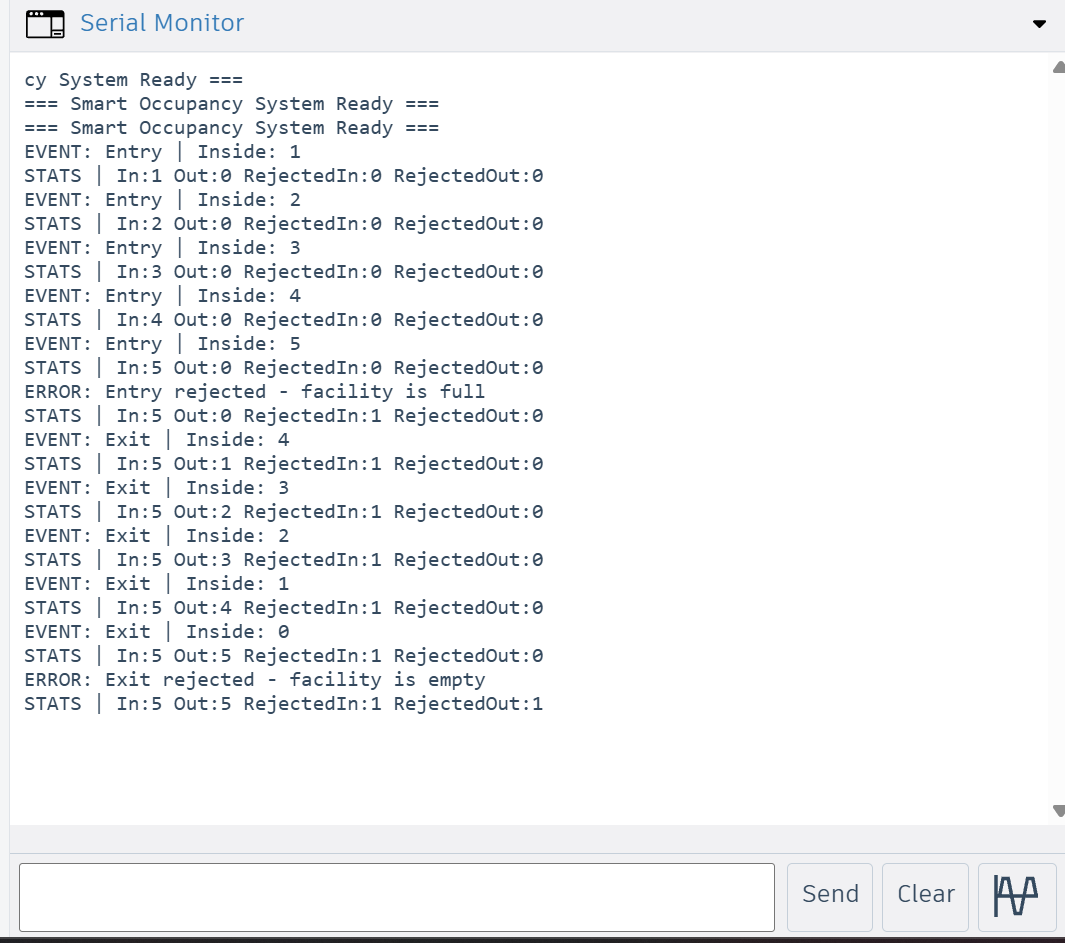 Serial Monitor
cy System Ready ===
=== Smart Occupancy System Ready ===
=== Smart Occupancy System Ready ===
EVENT: Entry | Inside: 1
STATS | In:1 Out:0 RejectedIn:0 RejectedOut:0
EVENT: Entry | Inside: 2
STATS | In:2 Out:0 RejectedIn:0 RejectedOut:0
EVENT: Entry | Inside: 3
STATS | In:3 Out:0 RejectedIn:0 RejectedOut:0
EVENT: Entry | Inside: 4
STATS | In:4 Out:0 RejectedIn:0 RejectedOut:0
EVENT: Entry | Inside: 5
STATS | In:5 Out:0 RejectedIn:0 RejectedOut:0
ERROR: Entry rejected - facility is full
STATS | In:5 Out:0 RejectedIn:1 RejectedOut:0
EVENT: Exit | Inside: 4
STATS | In:5 Out:1 RejectedIn:1 RejectedOut:0
EVENT: Exit | Inside: 3
STATS | In:5 Out:2 RejectedIn:1 RejectedOut:0
EVENT: Exit | Inside: 2
STATS | In:5 Out:3 RejectedIn:1 RejectedOut:0
EVENT: Exit | Inside: 1
STATS | In:5 Out:4 RejectedIn:1 RejectedOut:0
EVENT: Exit | Inside: 0
STATS | In:5 Out:5 RejectedIn:1 RejectedOut:0
ERROR: Exit rejected - facility is empty
STATS | In:5 Out:5 RejectedIn:1 RejectedOut:1
Send Clear